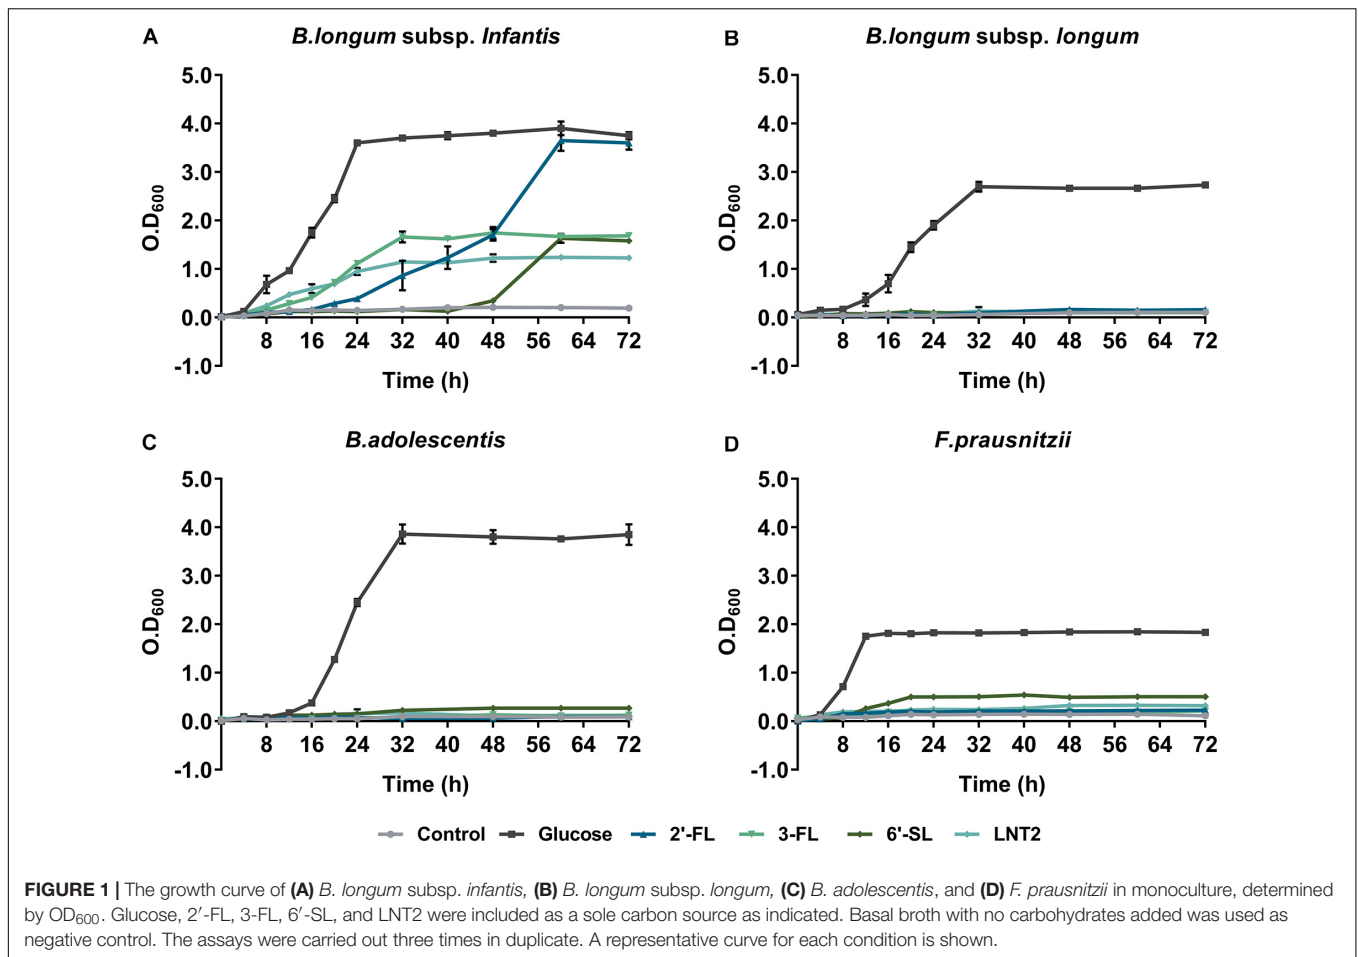 A
B.longum subsp. Infantis
5.0
4.0
3.0
2.0
1.0
0.0
-1.0
O.D600
8 16 24 32 40 48 56 64 72
Time (h)
B
B.longum subsp. longum
5.0
4.0
3.0
2.0
1.0
0.0
-1.0
O.D600
8 16 24 32 40 48 56 64 72
Time (h)
C
B.adolescentis
5.0
4.0
3.0
2.0
1.0
0.0
-1.0
O.D600
8 16 24 32 40 48 56 64 72
Time (h)
D
F.prausnitzii
5.0
4.0
3.0
2.0
1.0
0.0
-1.0
O.D600
8 16 24 32 40 48 56 64 72
Time (h)
Control Glucose 2'-FL 3-FL 6'-SL LNT2
FIGURE 1 | The growth curve of (A) B. longum subsp. infantis, (B) B. longum subsp. longum, (C) B. adolescentis, and (D) F. prausnitzii in monoculture, determined
by OD600. Glucose, 2′-FL, 3-FL, 6′-SL, and LNT2 were included as a sole carbon source as indicated. Basal broth with no carbohydrates added was used as
negative control. The assays were carried out three times in duplicate. A representative curve for each condition is shown.